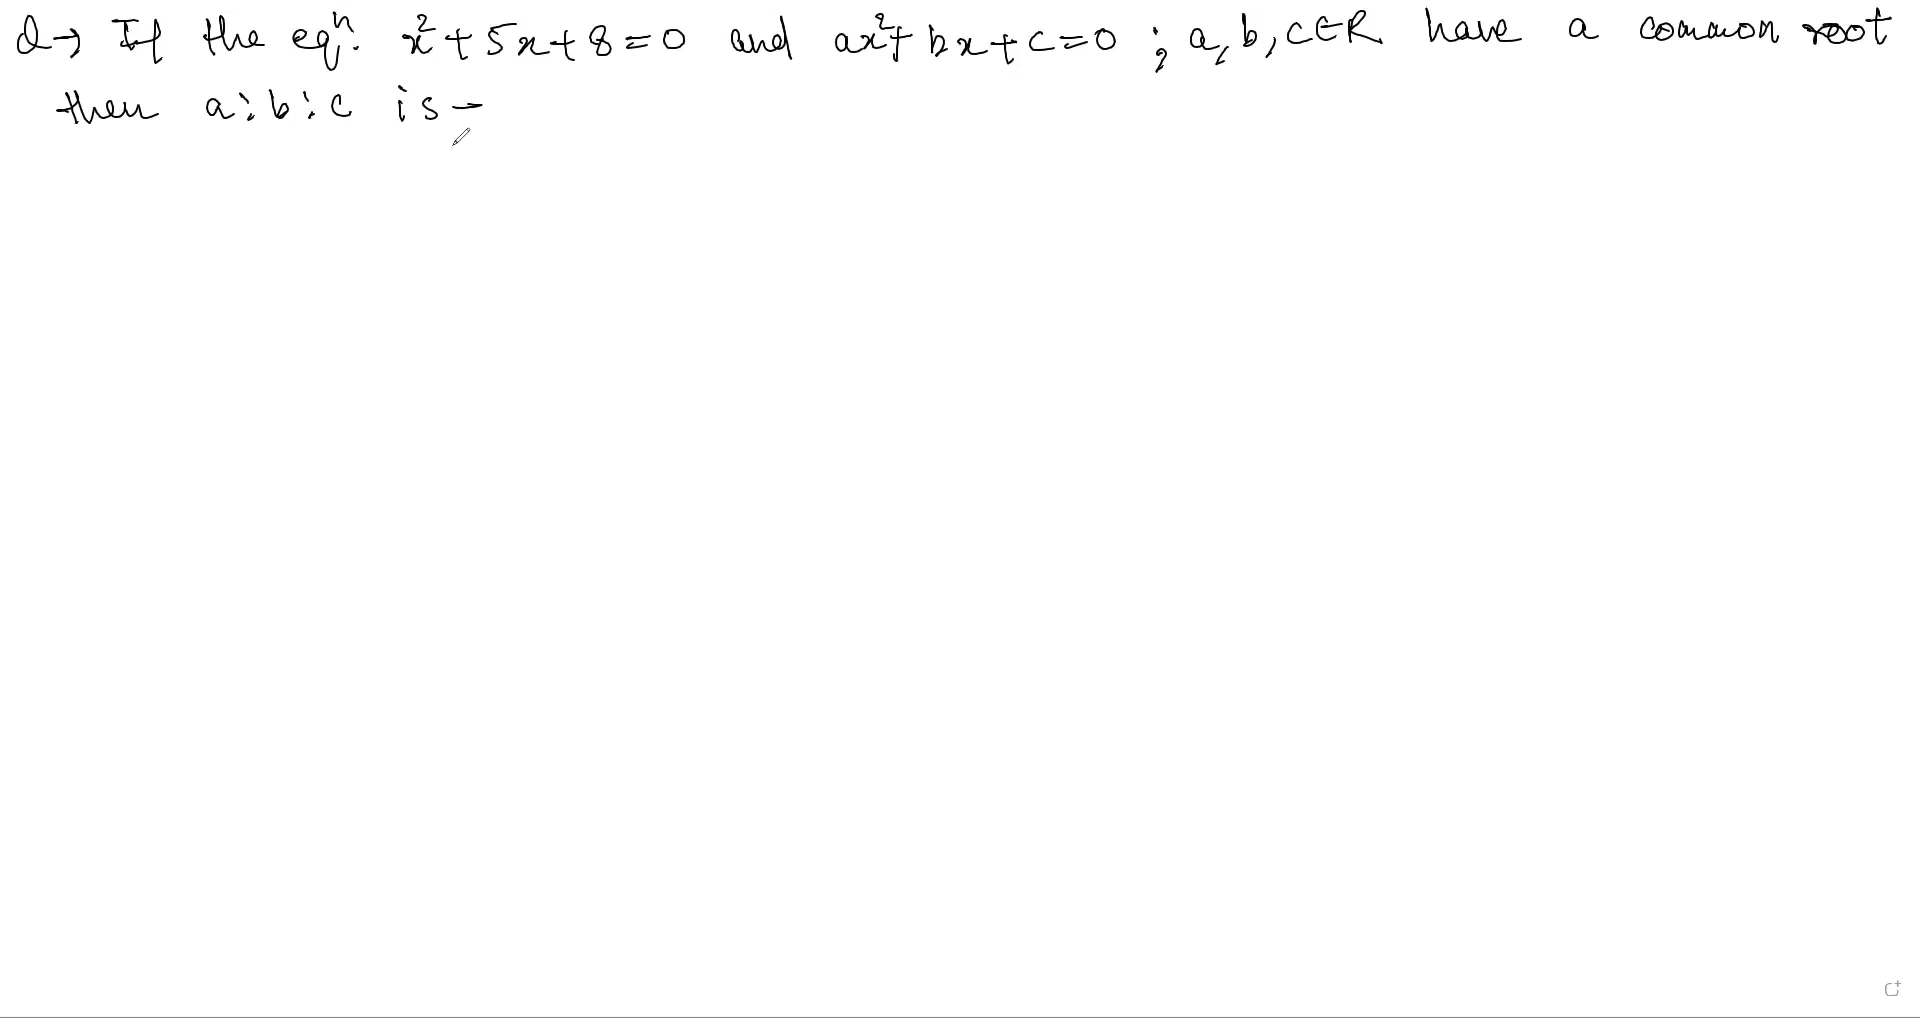 Q→ If the eqⁿ. x²+5x+8=0 and ax²+bx+c=0 ; a,b,c∈R have a common root
then a:b:c is –